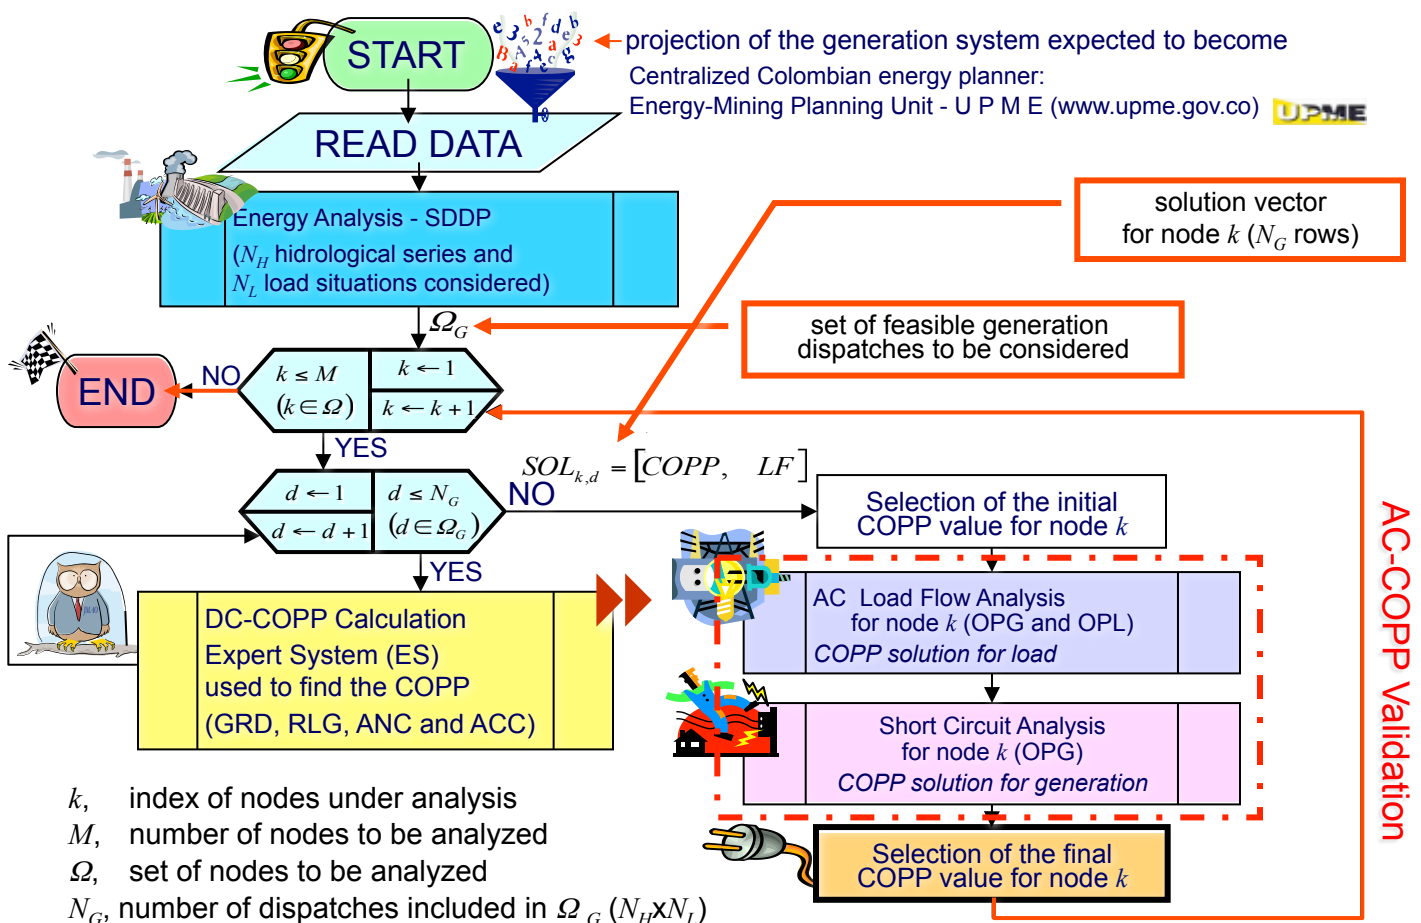 START
projection of the generation system expected to become
Centralized Colombian energy planner:
Energy-Mining Planning Unit - U P M E (www.upme.gov.co)
UPME
READ DATA
Energy Analysis - SDDP
(N_H hidrological series and
N_L load situations considered)
solution vector
for node k (N_G rows)
Ω_G
set of feasible generation
dispatches to be considered
END
NO
k ≤ M
(k ∈ Ω)
k ← 1
k ← k + 1
YES
SOL_{k,d} = [COPP, LF]
d ← 1
d ← d + 1
d ≤ N_G
(d ∈ Ω_G)
NO
YES
Selection of the initial
COPP value for node k
DC-COPP Calculation
Expert System (ES)
used to find the COPP
(GRD, RLG, ANC and ACC)
AC Load Flow Analysis
for node k (OPG and OPL)
COPP solution for load
Short Circuit Analysis
for node k (OPG)
COPP solution for generation
Selection of the final
COPP value for node k
AC-COPP Validation
k, index of nodes under analysis
M, number of nodes to be analyzed
Ω, set of nodes to be analyzed
N_G, number of dispatches included in Ω_G (N_HxN_L)